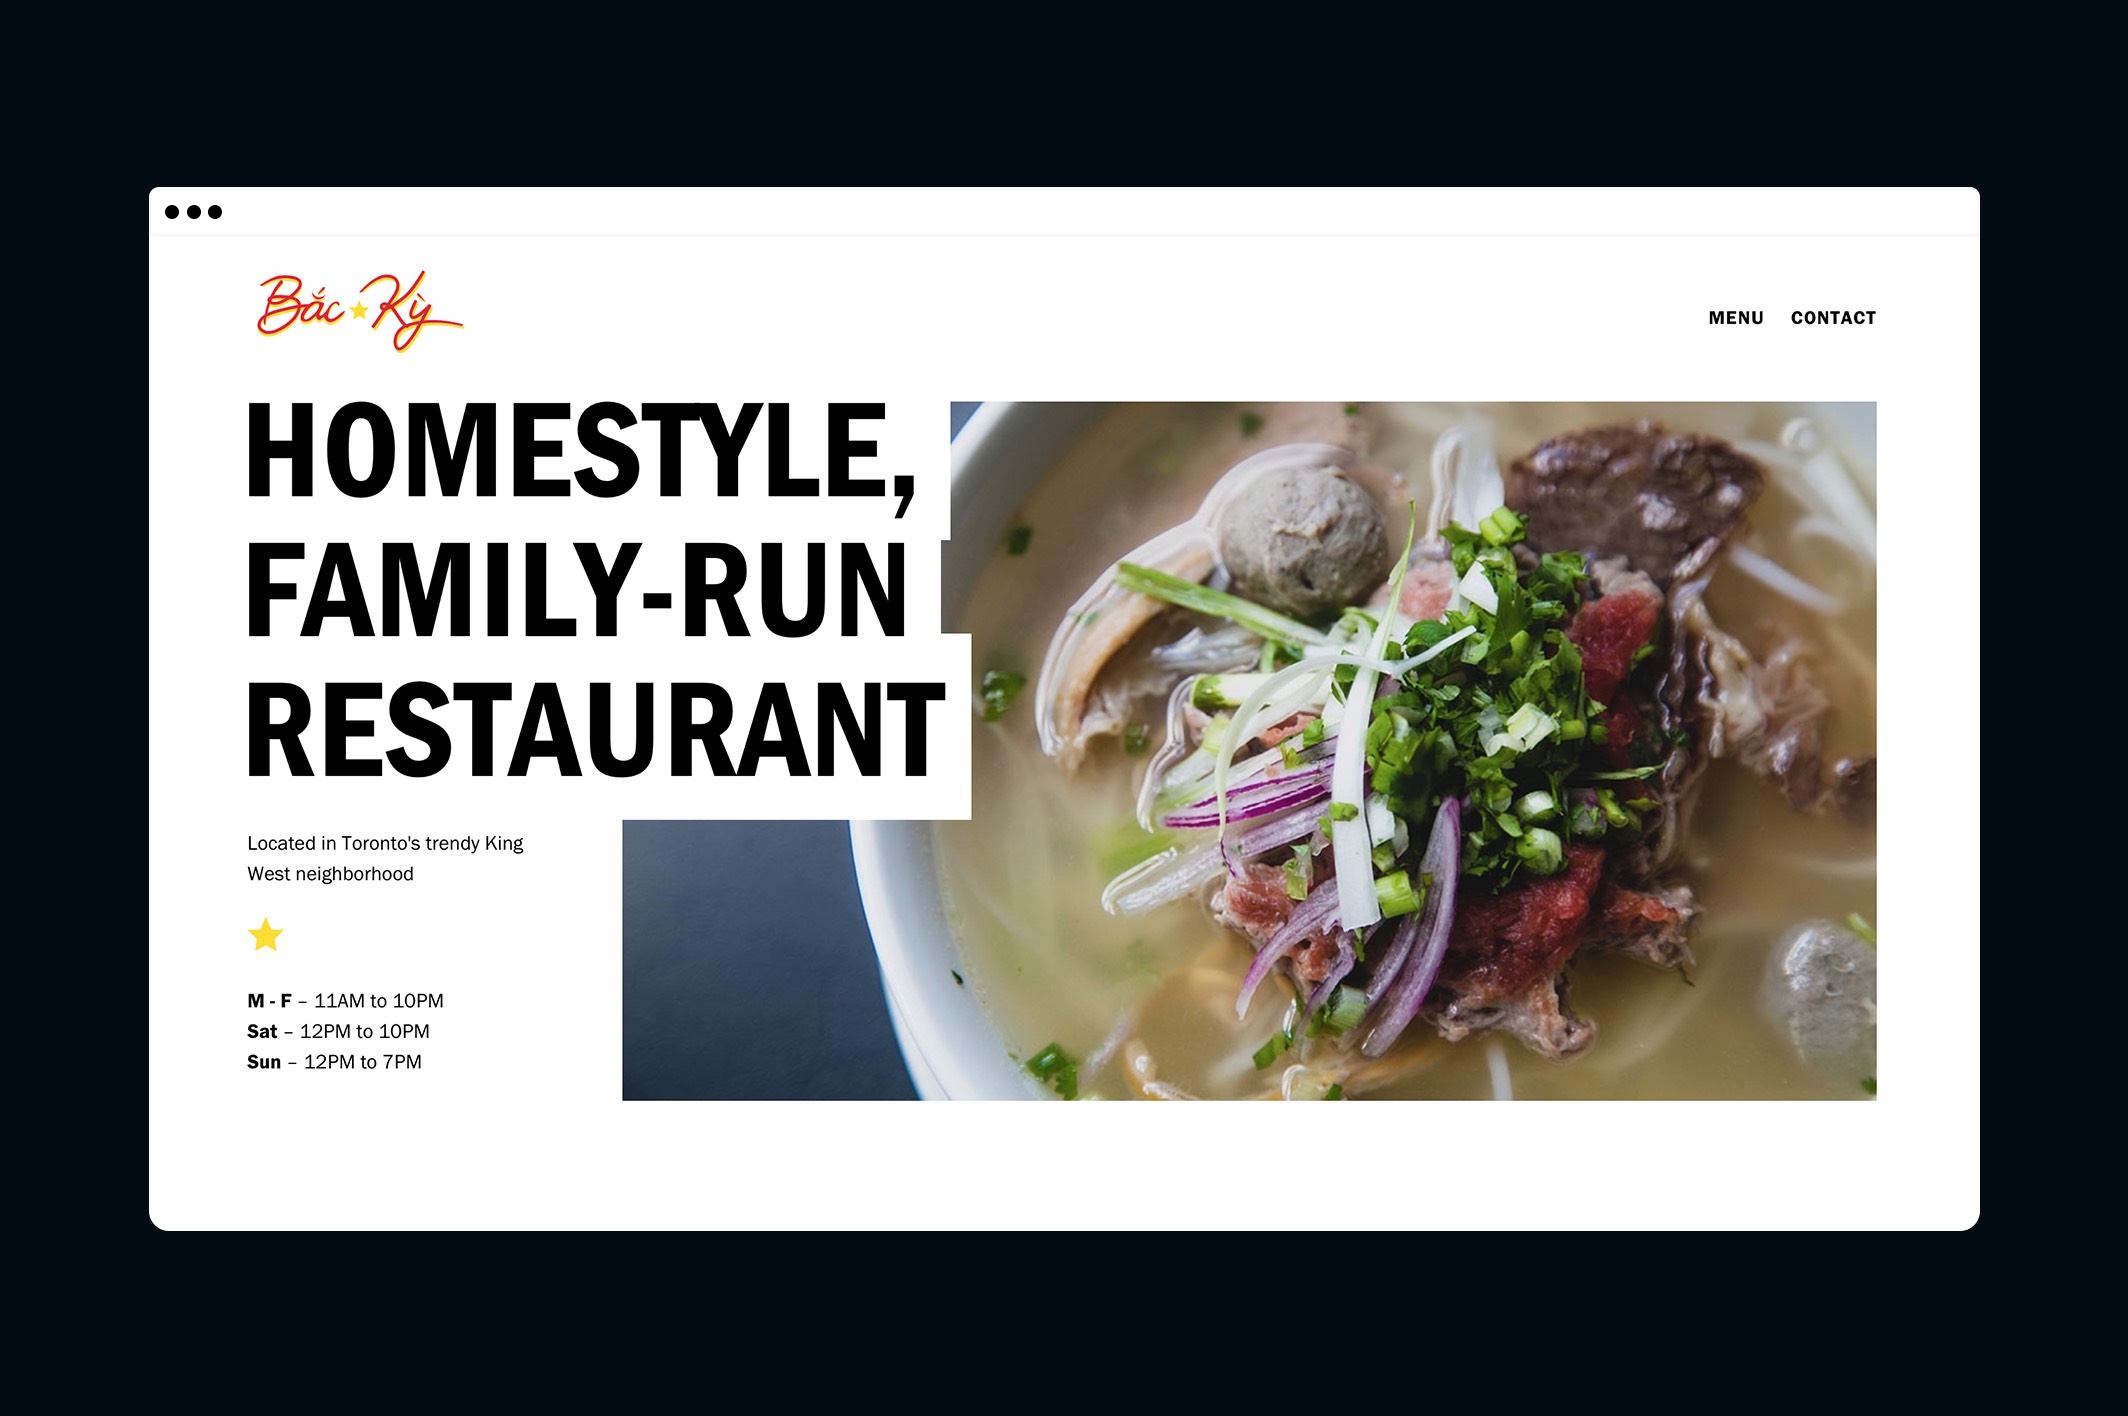 Bắc Kỳ
MENU CONTACT
HOMESTYLE,
FAMILY-RUN
RESTAURANT
Located in Toronto's trendy King
West neighborhood
M - F – 11AM to 10PM
Sat – 12PM to 10PM
Sun – 12PM to 7PM